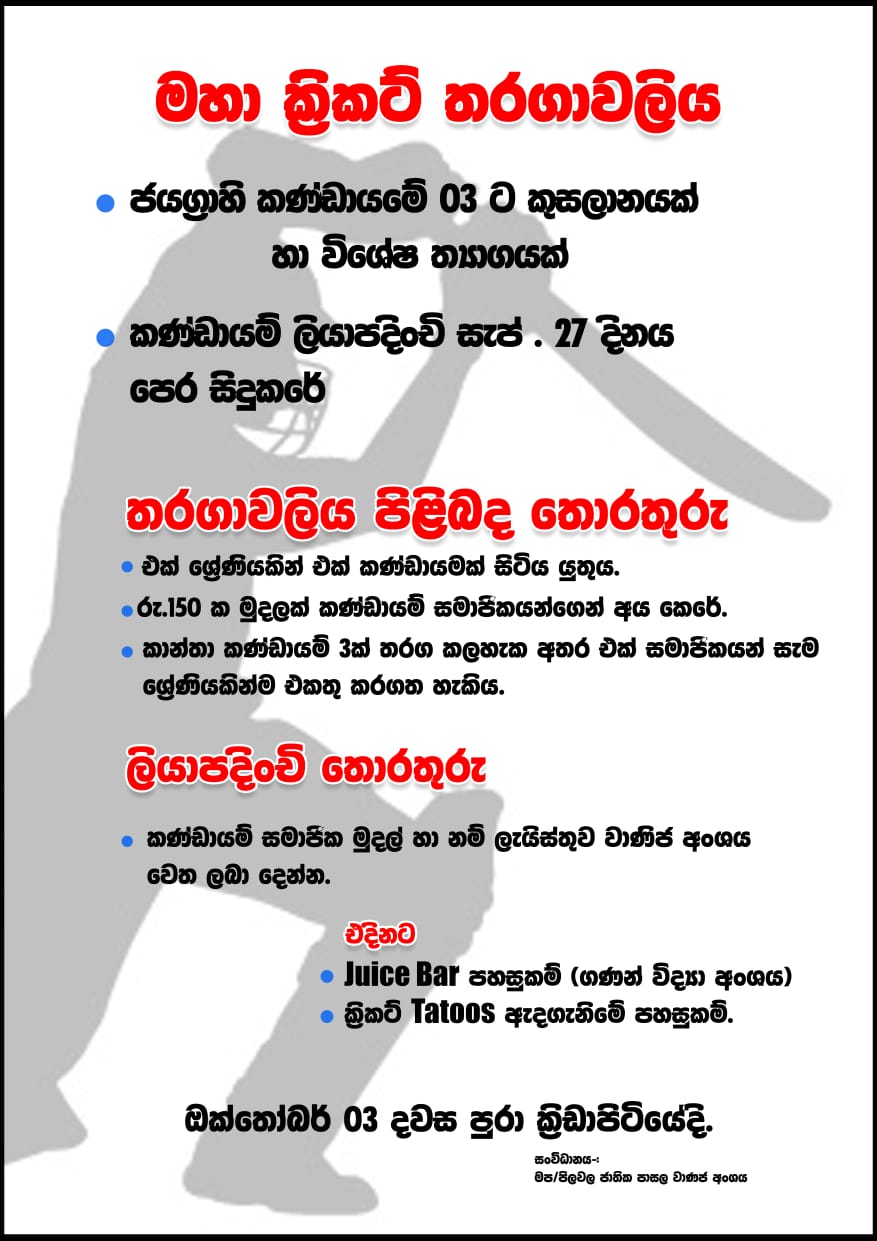 මහා ක්‍රිකට් තරගාවලිය
ජයග්‍රාහී කණ්ඩායමේ 03 ට කුසලානයක්
හා විශේෂ ත්‍යාගයක්
කණ්ඩායම් ලියාපදිංචි සැප් . 27 දිනය
පෙර සිදුකරේ
තරගාවලිය පිළිබද තොරතුරු
එක් ශ්‍රේණියකින් එක් කණ්ඩායමක් සිටිය යුතුය.
රු.150 ක මුදලක් කණ්ඩායම් සමාජිකයන්ගෙන් අය කෙරේ.
කාන්තා කණ්ඩායම් 3ක් තරග කලහැක අතර එක් සමාජිකයන් සැම
ශ්‍රේණියකින්ම එකතු කරගත හැකිය.
ලියාපදිංචි තොරතුරු
කණ්ඩායම් සමාජික මුදල් හා නම් ලැයිස්තුව වාණිජ අංශය
වෙත ලබා දෙන්න.
එදිනට
Juice Bar පහසුකම් (ගණන් විද්‍යා අංශය)
ක්‍රිකට් Tatoos ඇදගැනිමේ පහසුකම්.
ඔක්තෝබර් 03 දවස පුරා ක්‍රිඩාපිටියේදි.
සංවිධානය-:
මප/පිලවල ජාතික පාසල වාණජ අංශය